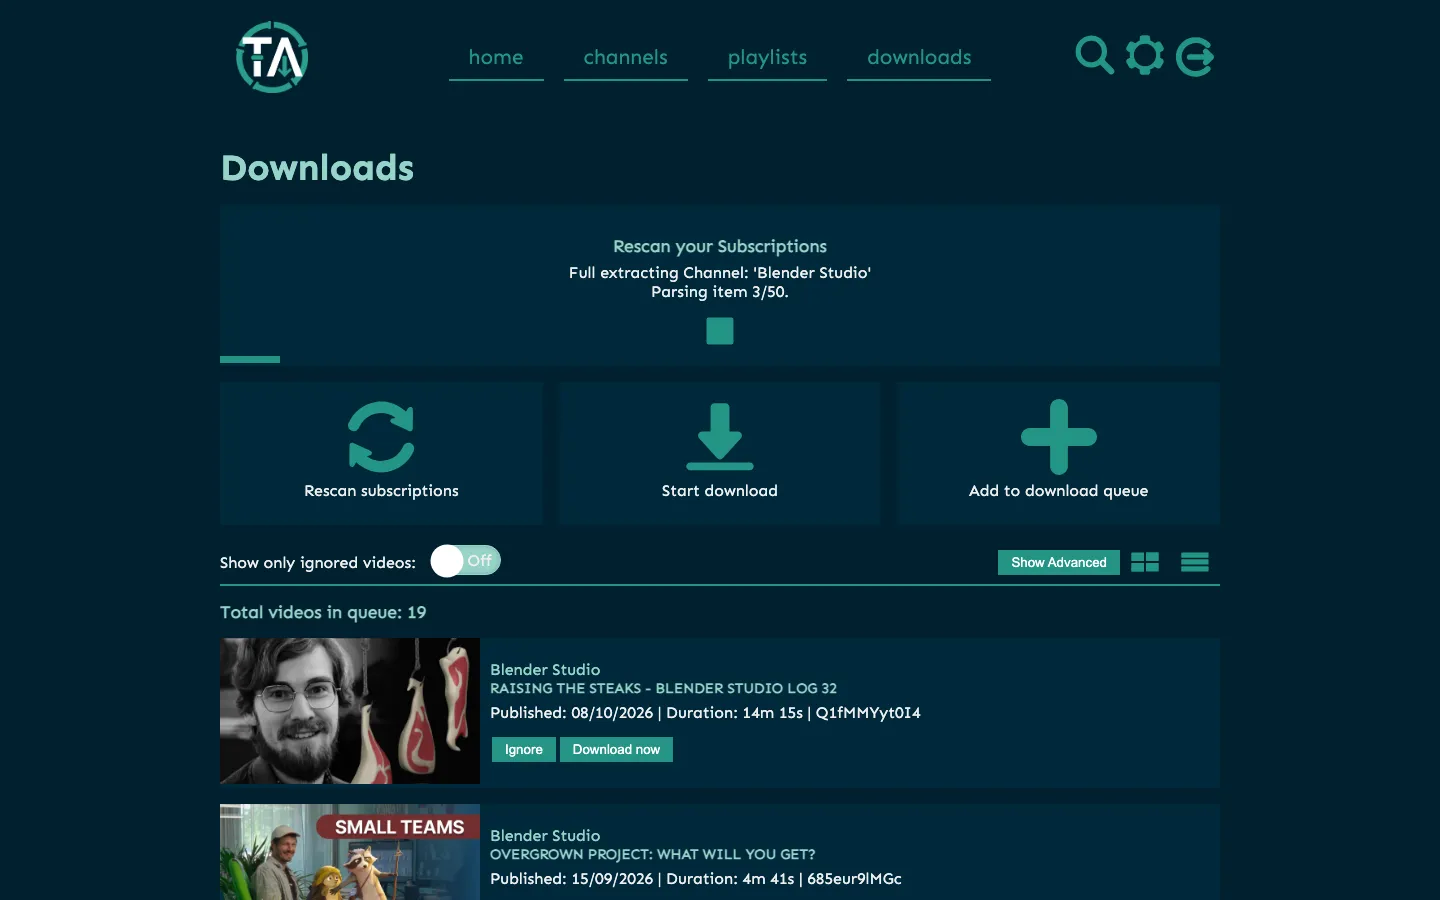 TA
home
channels
playlists
downloads
Downloads
Rescan your Subscriptions
Full extracting Channel: 'Blender Studio'
Parsing item 3/50.
Rescan subscriptions
Start download
Add to download queue
Show only ignored videos:
Off
Show Advanced
Total videos in queue: 19
Blender Studio
RAISING THE STEAKS - BLENDER STUDIO LOG 32
Published: 08/10/2026 | Duration: 14m 15s | Q1fMMYyt0I4
Ignore
Download now
SMALL TEAMS
Blender Studio
OVERGROWN PROJECT: WHAT WILL YOU GET?
Published: 15/09/2026 | Duration: 4m 41s | 685eur9lMGc